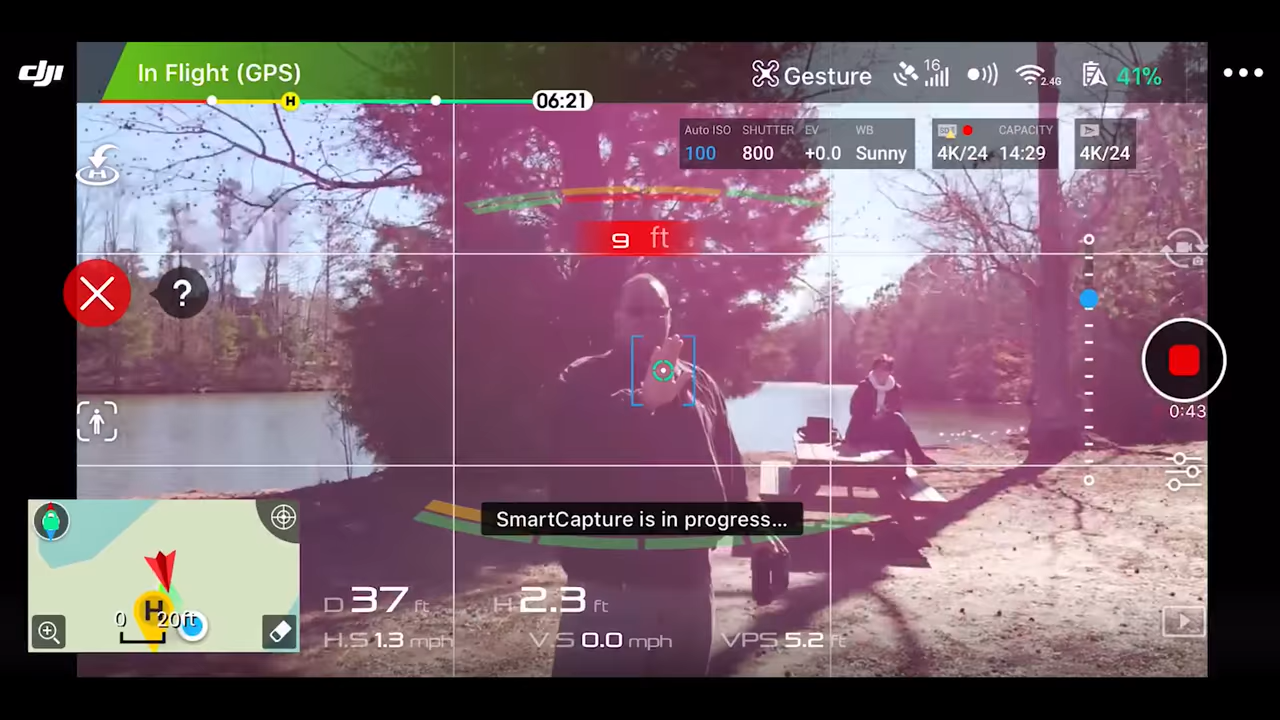 dji
In Flight (GPS)
Gesture
16
2.4G
41%
H
06:21
Auto ISO SHUTTER EV WB
100 800 +0.0 Sunny
SD CAPACITY
4K/24 14:29
4K/24
H
9 ft
?
0:43
SmartCapture is in progress...
D 37 ft H 2.3 ft
H.S 1.3 mph V.S 0.0 mph VPS 5.2 ft
H
0 20ft